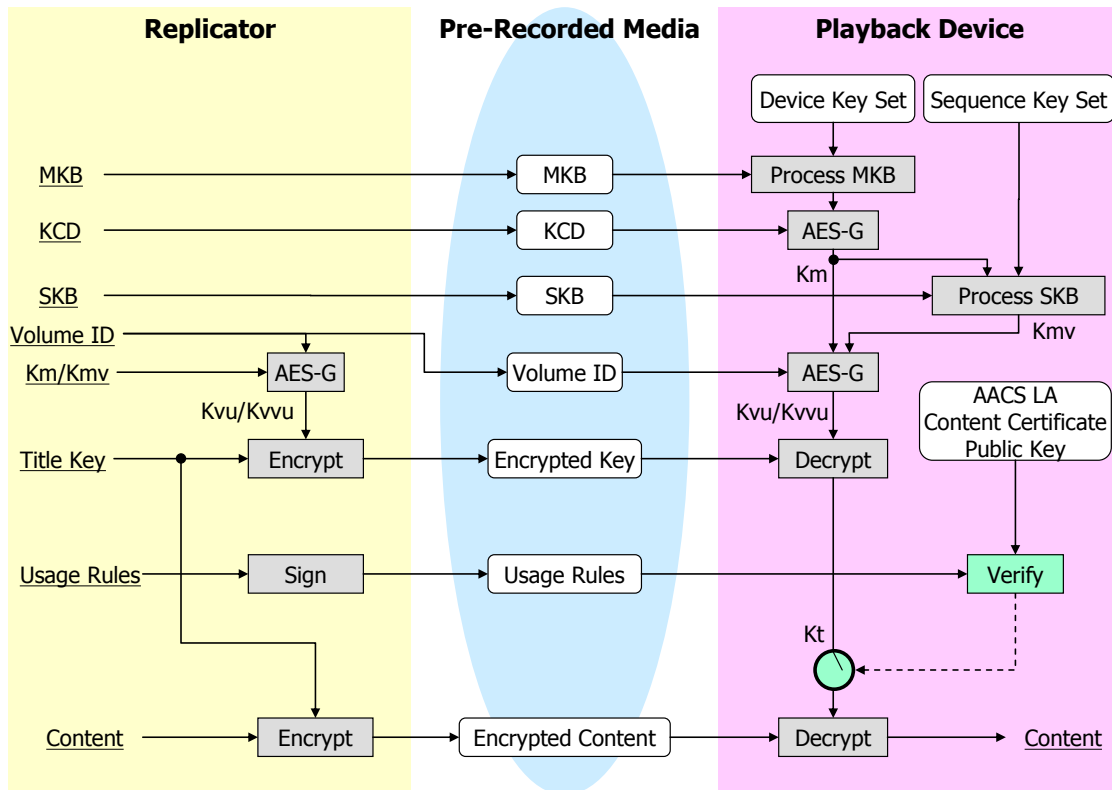 Replicator
Pre-Recorded Media
Playback Device
Device Key Set
Sequence Key Set
MKB
MKB
Process MKB
KCD
KCD
AES-G
Km
SKB
SKB
Process SKB
Kmv
Volume ID
Km/Kmv
AES-G
Volume ID
AES-G
Kvu/Kvvu
Kvu/Kvvu
AACS LA
Content Certificate
Public Key
Title Key
Encrypt
Encrypted Key
Decrypt
Usage Rules
Sign
Usage Rules
Verify
Kt
Content
Encrypt
Encrypted Content
Decrypt
Content